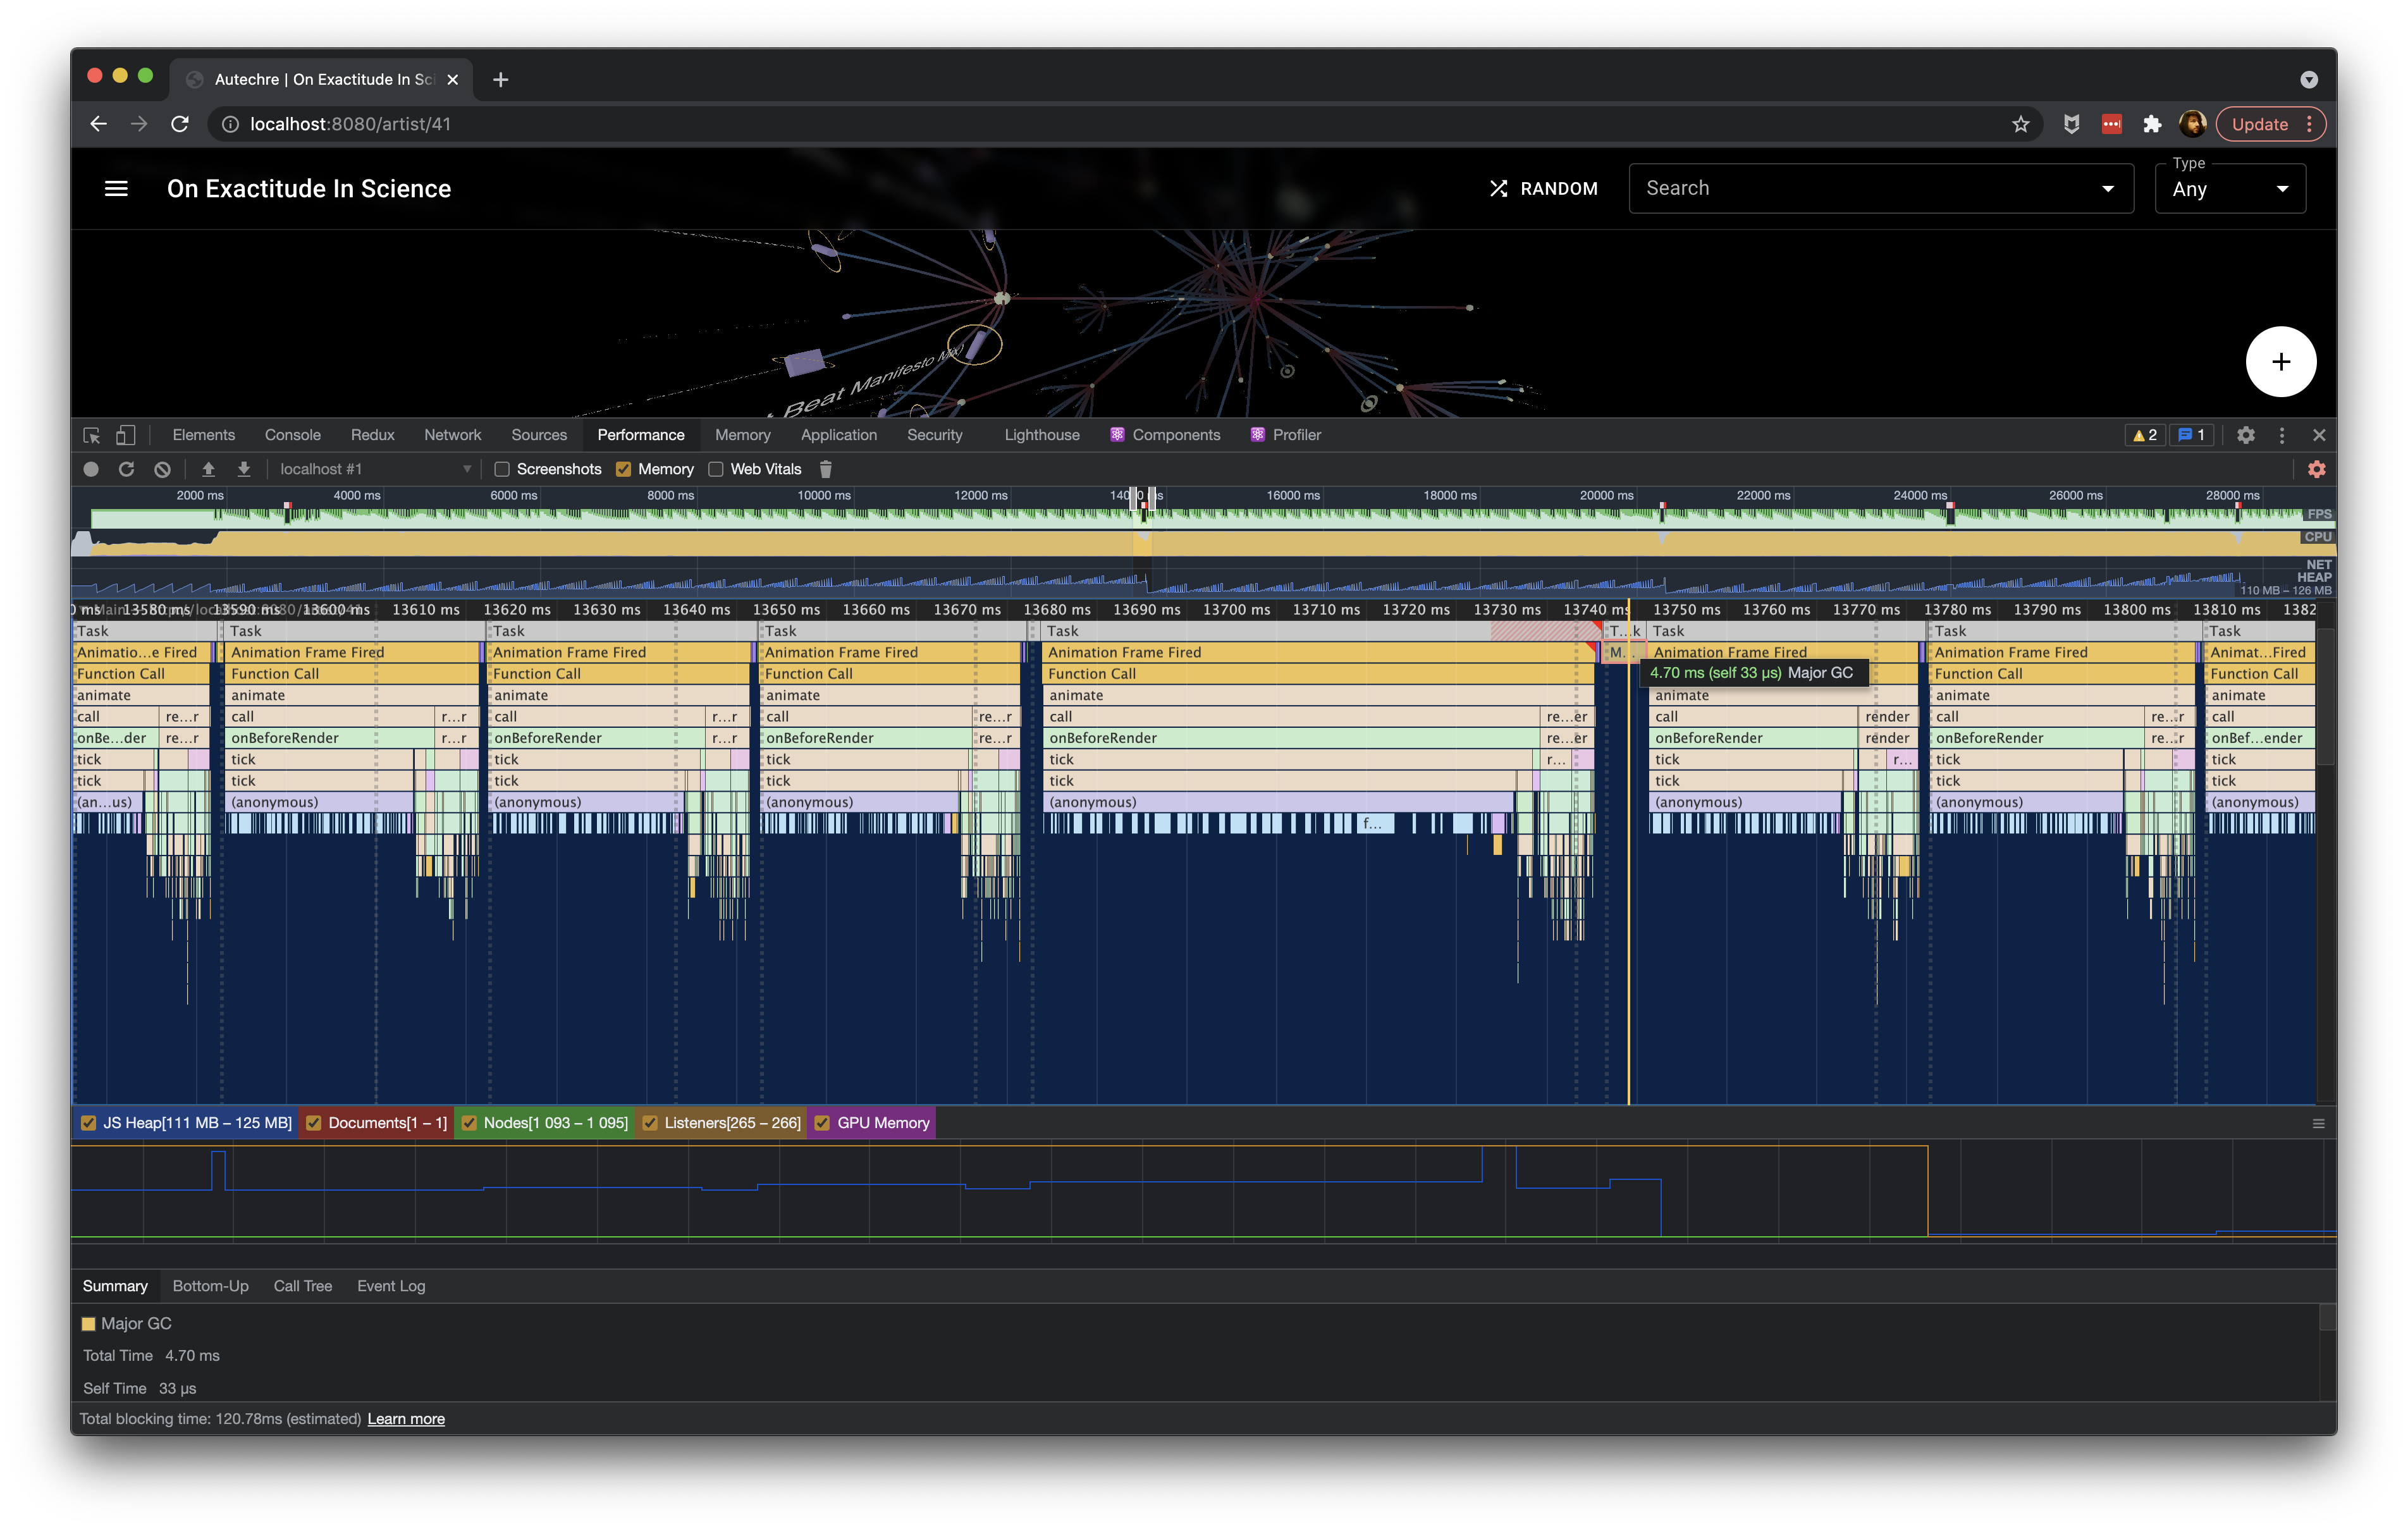 Autechre | On Exactitude In Sci
localhost:8080/artist/41
Update
On Exactitude In Science
RANDOM
Search
Type
Any
Beat Manifesto Mix)
Elements Console Redux Network Sources Performance Memory Application Security Lighthouse Components Profiler 2 1
localhost #1 Screenshots Memory Web Vitals
2000 ms 4000 ms 6000 ms 8000 ms 10000 ms 12000 ms 16000 ms 18000 ms 20000 ms 22000 ms 24000 ms 26000 ms 28000 ms
FPS
CPU
NET
HEAP
110 MB – 126 MB
13580 ms 13590 ms 13600 ms 13610 ms 13620 ms 13630 ms 13640 ms 13650 ms 13660 ms 13670 ms 13680 ms 13690 ms 13700 ms 13710 ms 13720 ms 13730 ms 13740 ms 13750 ms 13760 ms 13770 ms 13780 ms 13790 ms 13800 ms 13810 ms 1382
Task Task Task Task Task T...k Task Task Task
Animatio...e Fired Animation Frame Fired Animation Frame Fired Animation Frame Fired Animation Frame Fired M... Animation Frame Fired Animation Frame Fired Animat...Fired
Function Call Function Call Function Call Function Call Function Call 4.70 ms (self 33 μs) Major GC Function Call Function Call
animate animate animate animate animate animate animate animate
call re...r call r...r call r...r call re...r call re...er call render call re...r call
onBe...der re...r onBeforeRender r...r onBeforeRender r...r onBeforeRender re...r onBeforeRender re...er onBeforeRender render onBeforeRender re...r onBef...ender
tick tick tick tick tick r... tick r... tick tick
tick tick tick tick tick tick tick tick
(an...us) (anonymous) (anonymous) (anonymous) (anonymous) (anonymous) (anonymous) (anonymous)
f...
JS Heap[111 MB – 125 MB] Documents[1 – 1] Nodes[1 093 – 1 095] Listeners[265 – 266] GPU Memory
Summary Bottom-Up Call Tree Event Log
Major GC
Total Time 4.70 ms
Self Time 33 μs
Total blocking time: 120.78ms (estimated) Learn more